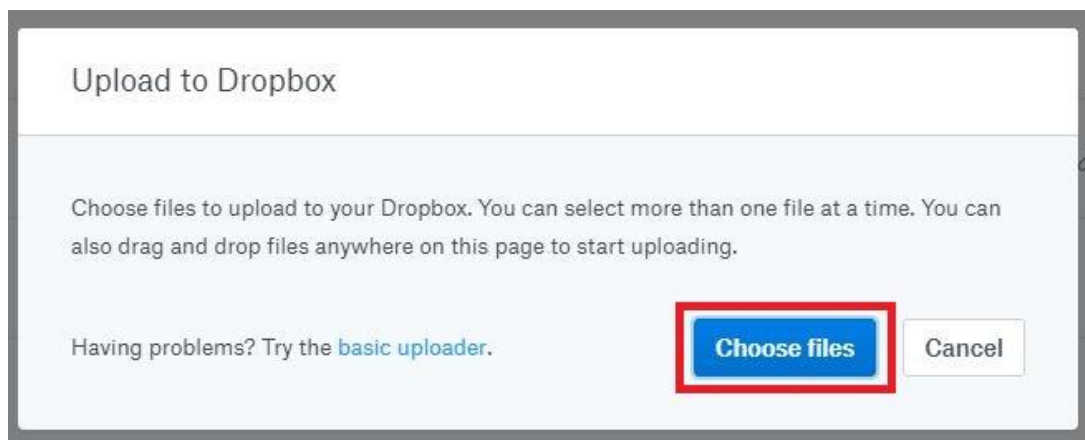 Upload to Dropbox
Choose files to upload to your Dropbox. You can select more than one file at a time. You can
also drag and drop files anywhere on this page to start uploading.
Having problems? Try the basic uploader.
Choose files
Cancel